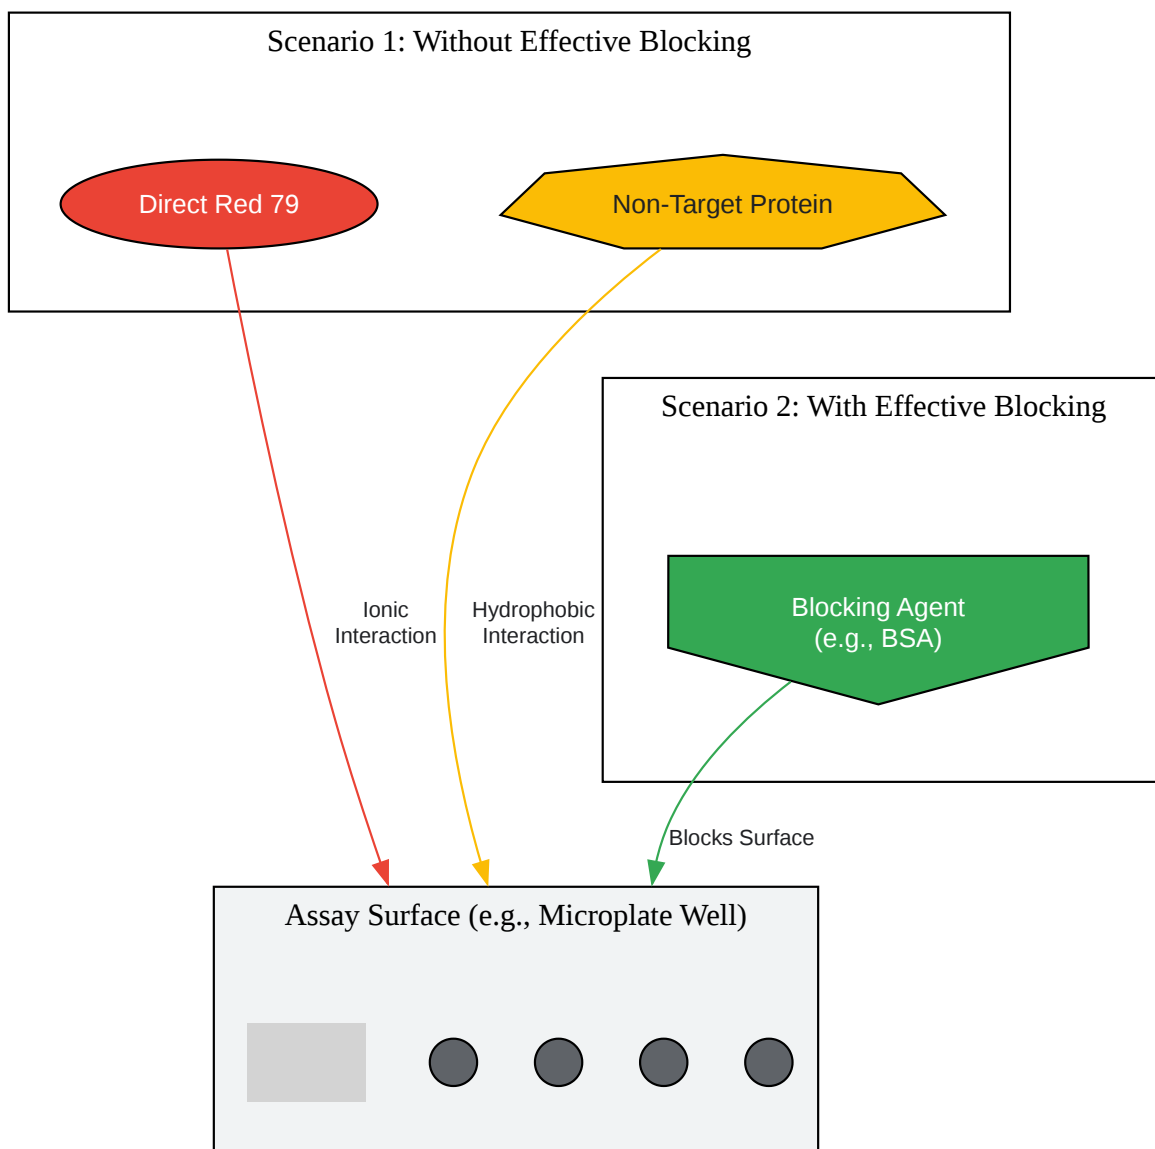 Scenario 1: Without Effective Blocking
Direct Red 79
Non-Target Protein
Scenario 2: With Effective Blocking
Ionic
Interaction
Hydrophobic
Interaction
Blocking Agent
(e.g., BSA)
Blocks Surface
Assay Surface (e.g., Microplate Well)